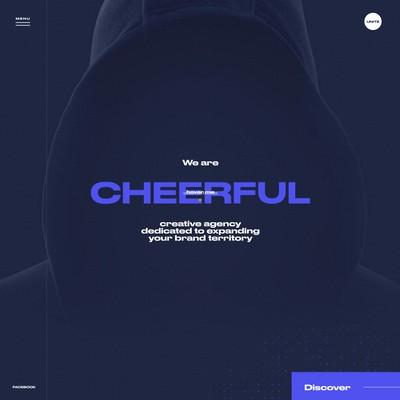 MENU
UNITE
We are
CHEERFUL
creative agency
dedicated to expanding
your brand territory
FACEBOOK
Discover